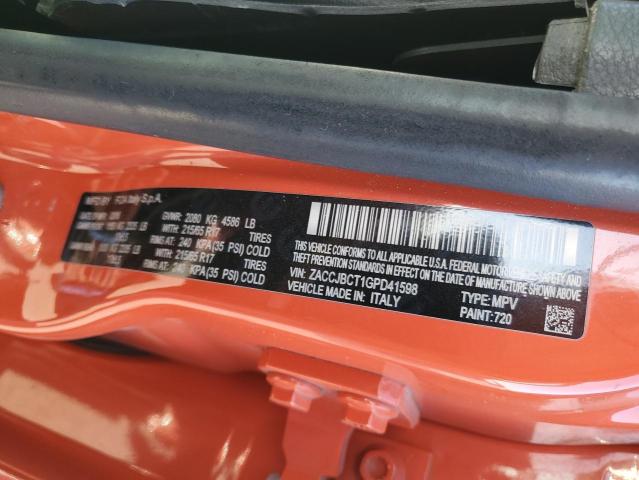 MFD BY FCA Italy S.p.A.
GVWR: 2080 KG 4586 LB
WITH: 215/65 R17 TIRES
RIMS AT: 240 KPA(35 PSI) COLD
WITH: 215/65 R17 TIRES
AT: 240 KPA(35 PSI) COLD
THIS VEHICLE CONFORMS TO ALL APPLICABLE U.S.A. FEDERAL MOTOR SAFETY
THEFT PREVENTION STANDARDS IN EFFECT ON THE DATE OF MANUFACTURE SHOWN ABOVE
VIN: ZACCJBCT1GPD41598 TYPE: MPV
VEHICLE MADE IN: ITALY PAINT: 720